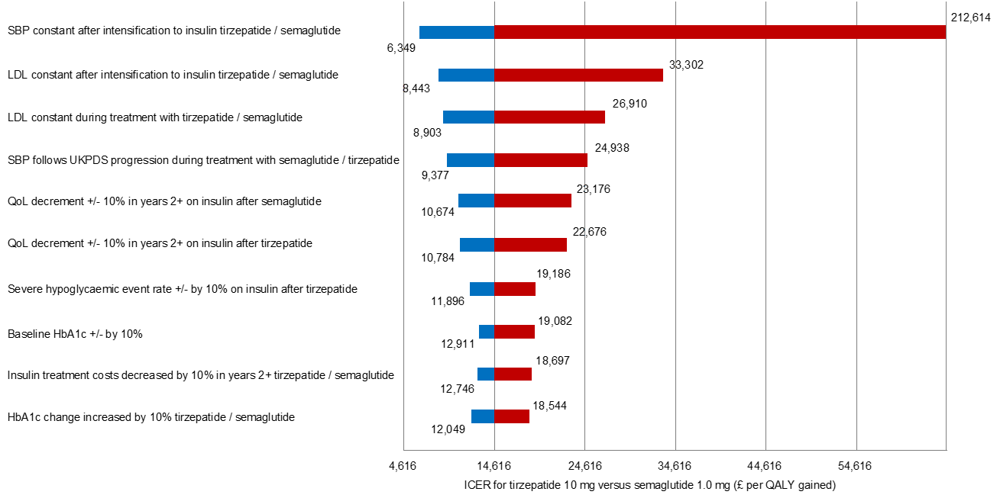 212,614
SBP constant after intensification to insulin tirzepatide / semaglutide
6,349
33,302
LDL constant after intensification to insulin tirzepatide / semaglutide
8,443
26,910
LDL constant during treatment with tirzepatide / semaglutide
8,903
24,938
SBP follows UKPDS progression during treatment with semaglutide / tirzepatide
9,377
23,176
QoL decrement +/- 10% in years 2+ on insulin after semaglutide
10,674
22,676
QoL decrement +/- 10% in years 2+ on insulin after tirzepatide
10,784
19,186
Severe hypoglycaemic event rate +/- by 10% on insulin after tirzepatide
11,896
19,082
Baseline HbA1c +/- by 10%
12,911
18,697
Insulin treatment costs decreased by 10% in years 2+ tirzepatide / semaglutide
12,746
18,544
HbA1c change increased by 10% tirzepatide / semaglutide
12,049
4,616 14,616 24,616 34,616 44,616 54,616
ICER for tirzepatide 10 mg versus semaglutide 1.0 mg (£ per QALY gained)